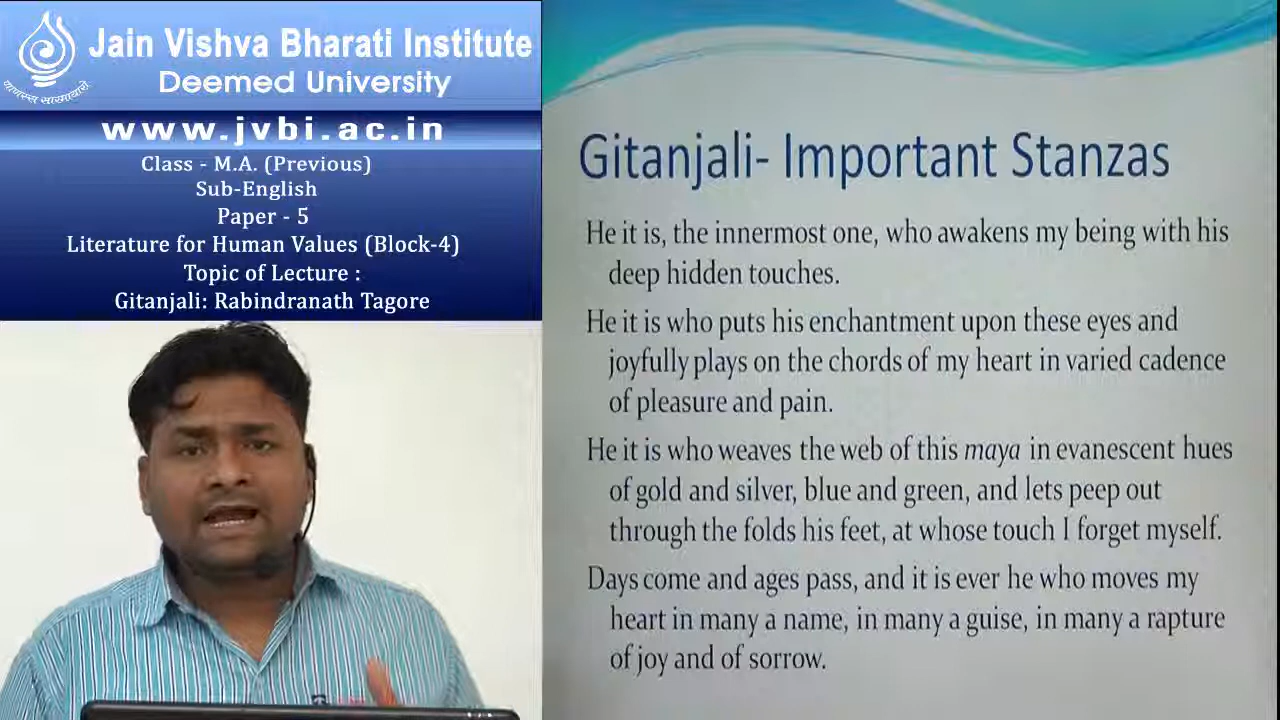 Jain Vishva Bharati Institute
Deemed University
www.jvbi.ac.in
Class - M.A. (Previous)
Sub-English
Paper - 5
Literature for Human Values (Block-4)
Topic of Lecture :
Gitanjali: Rabindranath Tagore
Gitanjali- Important Stanzas
He it is, the innermost one, who awakens my being with his
deep hidden touches.
He it is who puts his enchantment upon these eyes and
joyfully plays on the chords of my heart in varied cadence
of pleasure and pain.
He it is who weaves the web of this maya in evanescent hues
of gold and silver, blue and green, and lets peep out
through the folds his feet, at whose touch I forget myself.
Days come and ages pass, and it is ever he who moves my
heart in many a name, in many a guise, in many a rapture
of joy and of sorrow.